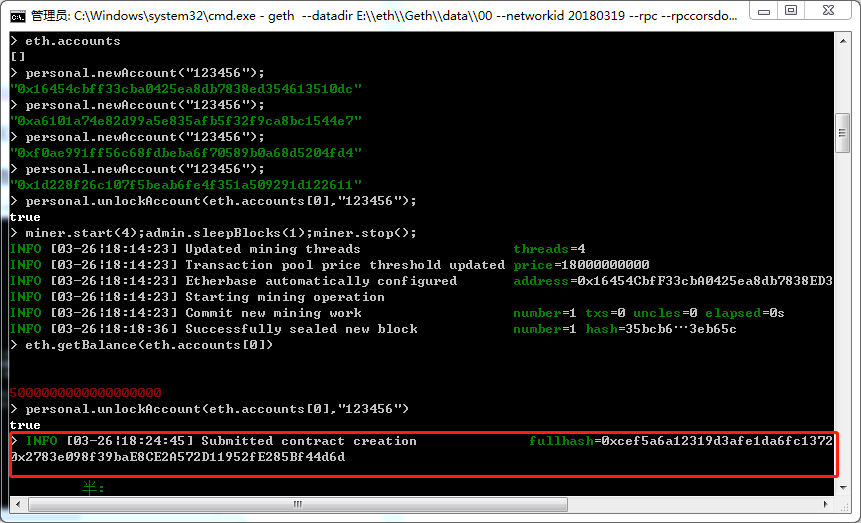 管理员: C:\Windows\system32\cmd.exe - geth --datadir E:\\eth\\Geth\\data\\00 --networkid 20180319 --rpc --rpccorsdo...
> eth.accounts
[]
> personal.newAccount("123456");
"0x16454cbff33cba0425ea8db7838ed354613510dc"
> personal.newAccount("123456");
"0xa6101a74e82d99a5e835afb5f32f9ca8bc1544e7"
> personal.newAccount("123456");
"0xf0ae991ff56c68fdbeba6f70589b0a68d5204fd4"
> personal.newAccount("123456");
"0x1d228f26c107f5beab6fe4f351a509291d122611"
> personal.unlockAccount(eth.accounts[0],"123456");
true
> miner.start(4);admin.sleepBlocks(1);miner.stop();
INFO [03-26|18:14:23] Updated mining threads threads=4
INFO [03-26|18:14:23] Transaction pool price threshold updated price=18000000000
INFO [03-26|18:14:23] Etherbase automatically configured address=0x16454CbfF33cbA0425ea8db7838ED3
INFO [03-26|18:14:23] Starting mining operation
INFO [03-26|18:14:23] Commit new mining work number=1 txs=0 uncles=0 elapsed=0s
INFO [03-26|18:18:36] Successfully sealed new block number=1 hash=35bcb6…3eb65c
> eth.getBalance(eth.accounts[0])
5000000000000000000
> personal.unlockAccount(eth.accounts[0],"123456")
true
> INFO [03-26|18:24:45] Submitted contract creation fullhash=0xcef5a6a12319d3afe1da6fc1372
0x2783e098f39baE8CE2A572D11952fE285Bf44d6d
半: